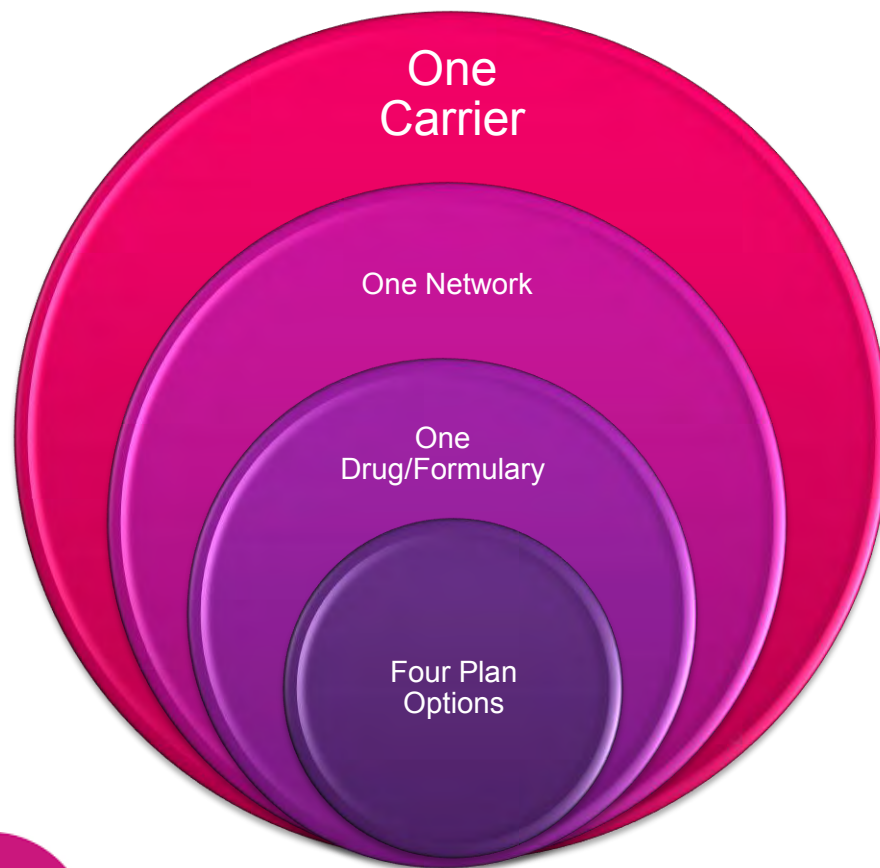 One
Carrier
One Network
One
Drug/Formulary
Four Plan
Options